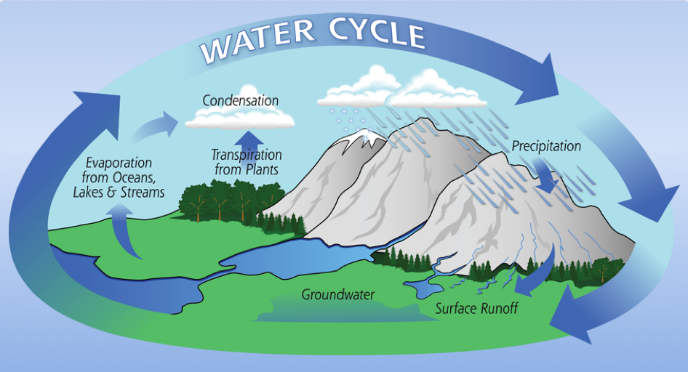 WATER CYCLE
Condensation
Precipitation
Evaporation
from Oceans,
Lakes & Streams
Transpiration
from Plants
Groundwater
Surface Runoff